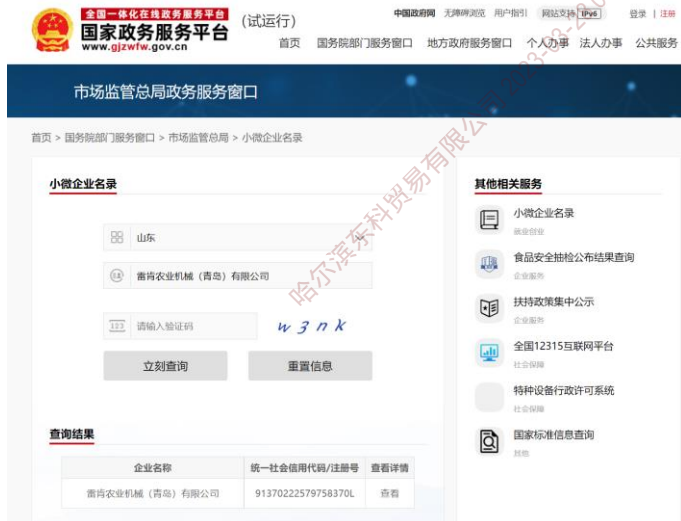 全国一体化在线政务服务平台
国家政务服务平台
www.gjzwfw.gov.cn
(试运行)
中国政府网 无障碍浏览 用户指引 网站支持 IPv6 登录 | 注册
首页 国务院部门服务窗口 地方政府服务窗口 个人办事 法人办事 公共服务
市场监管总局政务服务窗口
首页 > 国务院部门服务窗口 > 市场监管总局 > 小微企业名录
小微企业名录
山东
雷肯农业机械（青岛）有限公司
123 请输入验证码 w3nk
立刻查询 重置信息
查询结果
企业名称 统一社会信用代码/注册号 查看详情
雷肯农业机械（青岛）有限公司 91370222579758370L 查看
其他相关服务
小微企业名录
就业创业
食品安全抽检公布结果查询
企业服务
扶持政策集中公示
企业服务
全国12315互联网平台
社会保障
特种设备行政许可系统
社会保障
国家标准信息查询
其他
哈尔滨东科贸易有限公司